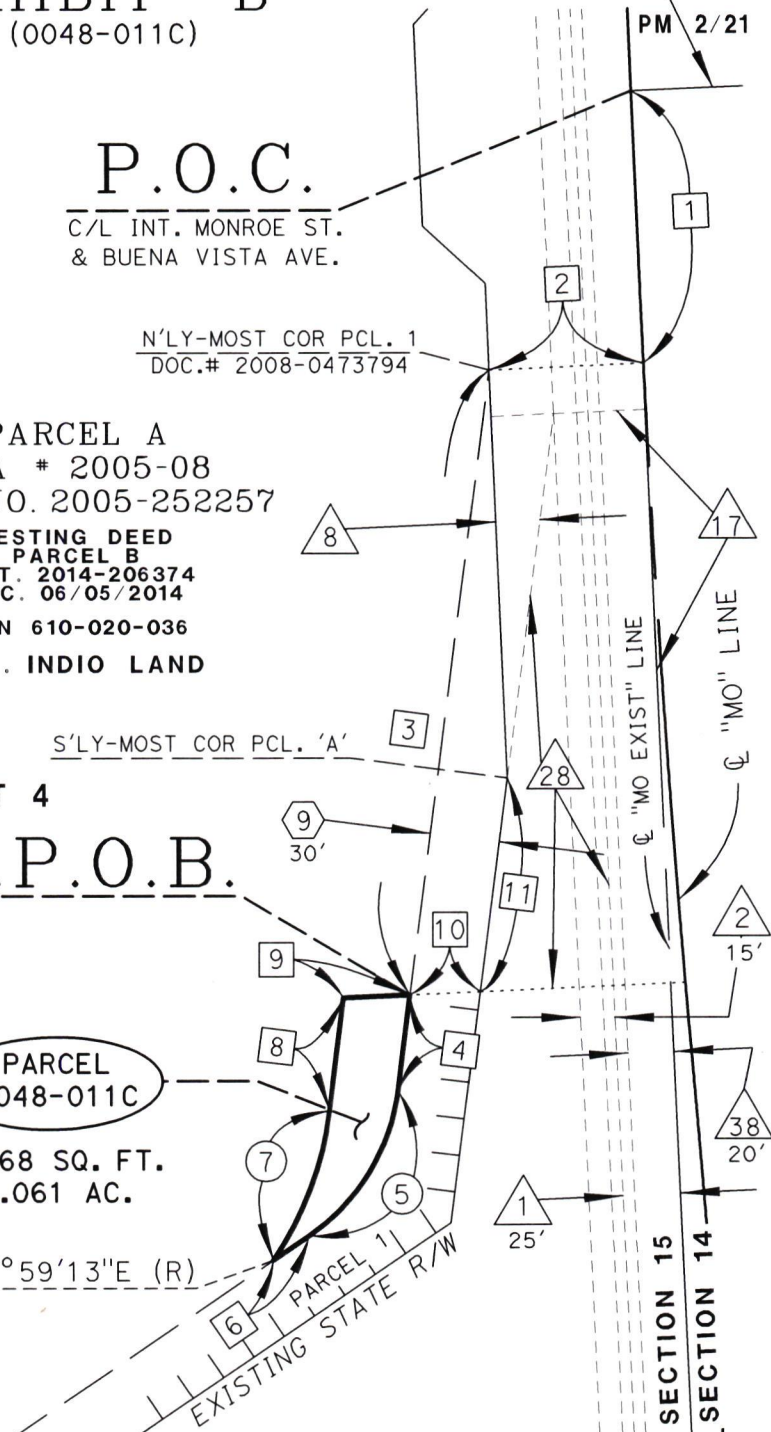 (0048-011C)
PM 2/21
P.O.C.
C/L INT. MONROE ST.
& BUENA VISTA AVE.
1
2
N'LY-MOST COR PCL. 1
DOC.# 2008-0473794
PARCEL A
# 2005-08
2005-252257
DEED
PARCEL B
2014-206374
06/05/2014
610-020-036
INDIO LAND
8
17
"MO EXIST" LINE
"MO" LINE
3
S'LY-MOST COR PCL. 'A'
28
4
9
30'
P.O.B.
11
2
15'
10
9
8
4
PARCEL
048-011C
38
20'
68 SQ. FT.
.061 AC.
7
5
1
25'
°59'13"E (R)
6
PARCEL 1
EXISTING STATE R/W
SECTION 15
SECTION 14